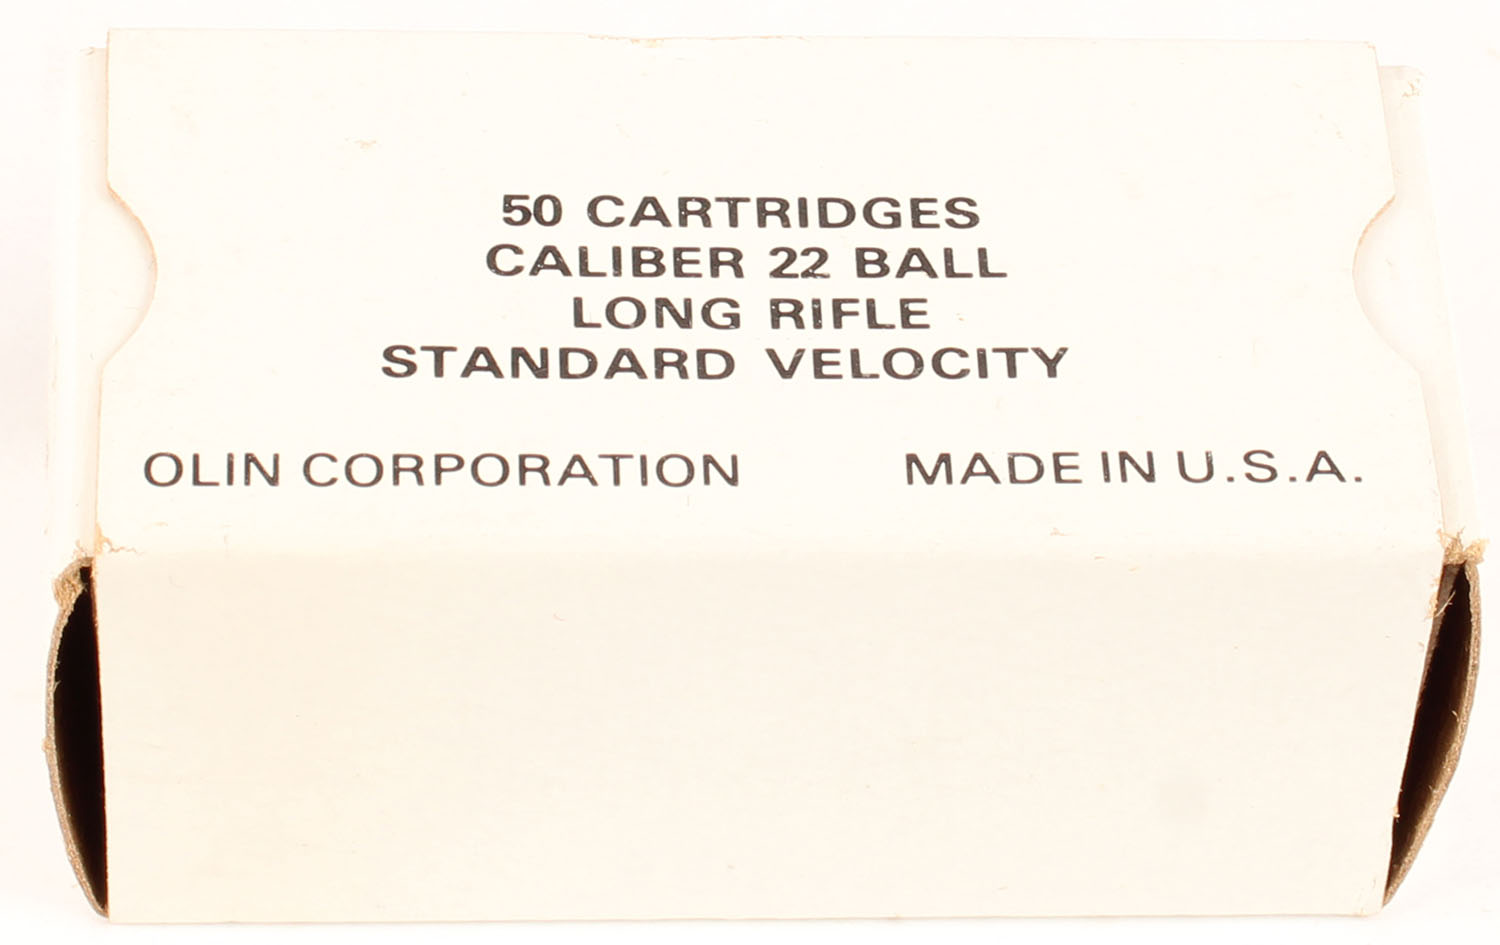 50 CARTRIDGES
CALIBER 22 BALL
LONG RIFLE
STANDARD VELOCITY
OLIN CORPORATION MADE IN U.S.A.